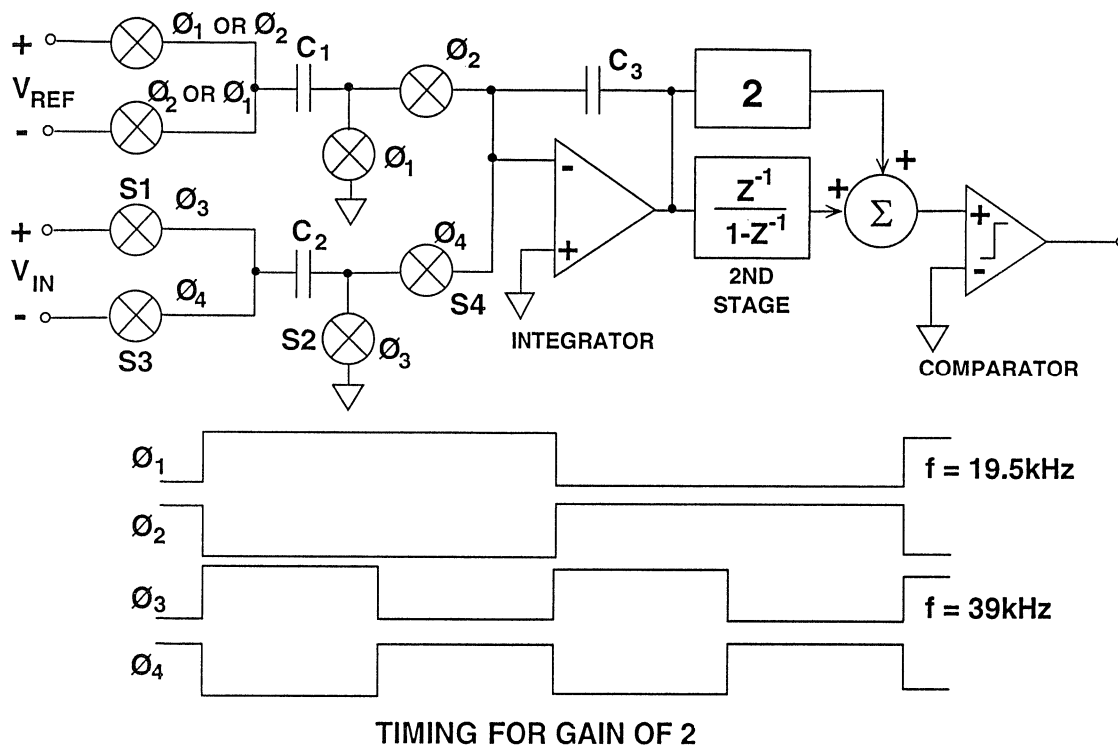 Ø1 OR Ø2
+
VREF
-
Ø2 OR Ø1
C1
Ø2
Ø1
C3
2
+
S1
Ø3
+
VIN
-
Ø4
S3
C2
Ø4
S4
S2
Ø3
-
+
INTEGRATOR
Z-1
1-Z-1
2ND
STAGE
+
Σ
+
-
COMPARATOR
Ø1
f = 19.5kHz
Ø2
Ø3
f = 39kHz
Ø4
TIMING FOR GAIN OF 2